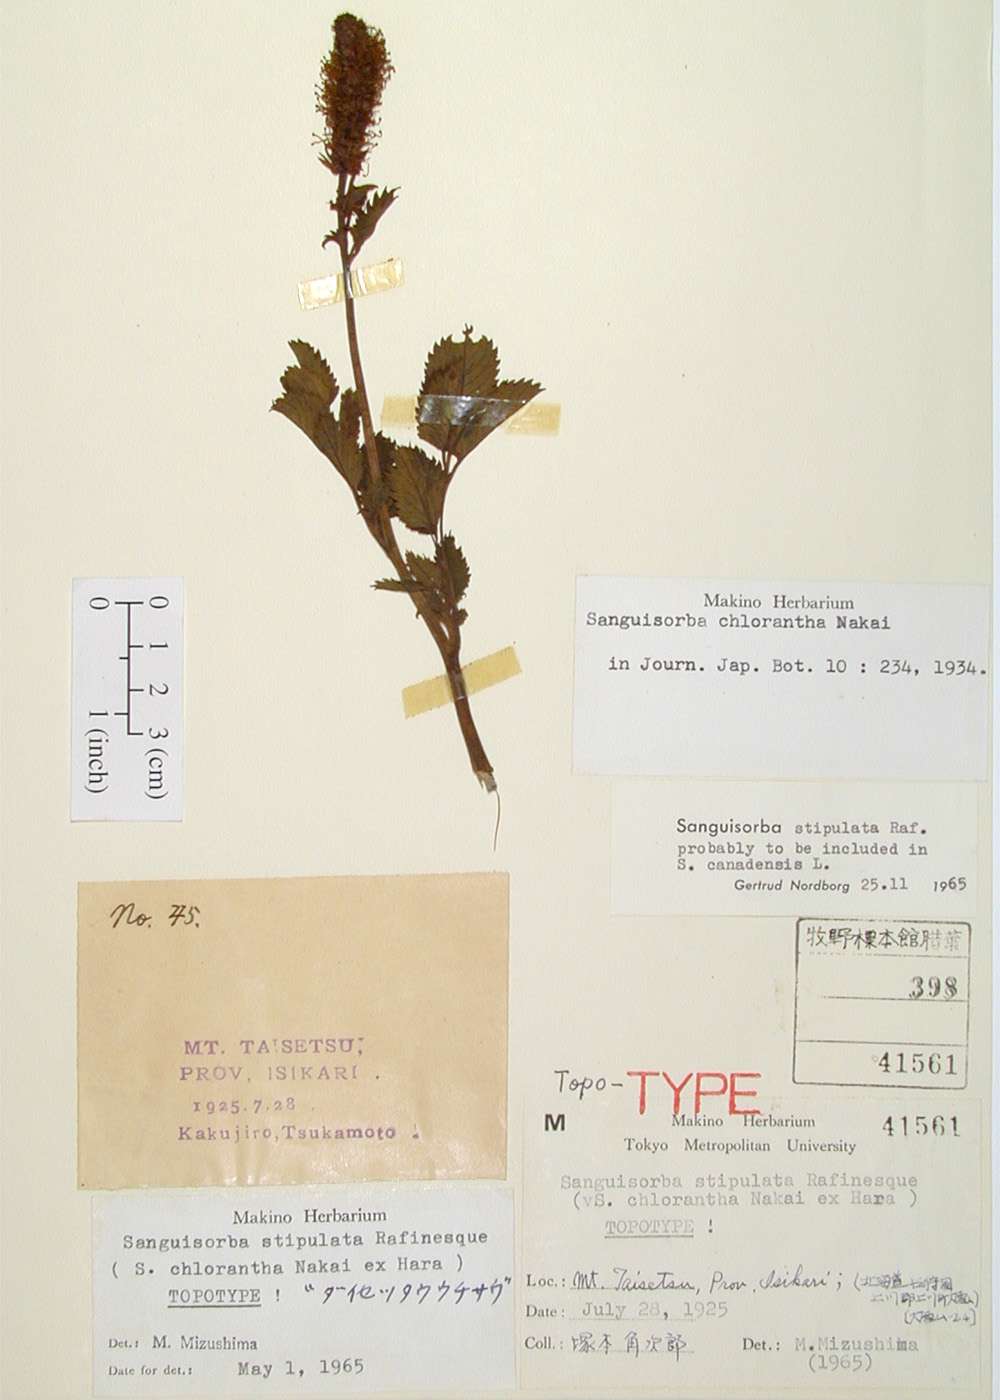 0 1 2 3 (cm)
0 1 (inch)
Makino Herbarium
Sanguisorba chlorantha Nakai
in Journ. Jap. Bot. 10 : 234, 1934.
Sanguisorba stipulata Raf.
probably to be included in
S. canadensis L.
Gertrud Nordborg 25.11 1965
牧野標本館腊葉
398
41561
No. 45.
MT. TAISETSU,
PROV, ISIKARI.
1925.7.28.
Kakujiro, Tsukamoto!
Topo-TYPE
M Makino Herbarium 41561
Tokyo Metropolitan University
Sanguisorba stipulata Rafinesque
(vS. chlorantha Nakai ex Hara )
TOPOTYPE !
Loc.: Mt. Taisetsu, Prov. Isikari; (北海道
Date: July 28, 1925
Coll.: 塚本角次郎 Det.: M.Mizushima
(1965)
Makino Herbarium
Sanguisorba stipulata Rafinesque
( S. chlorantha Nakai ex Hara )
TOPOTYPE ! "ダイセツタウウチサウ"
Det.: M. Mizushima
Date for det.: May 1, 1965